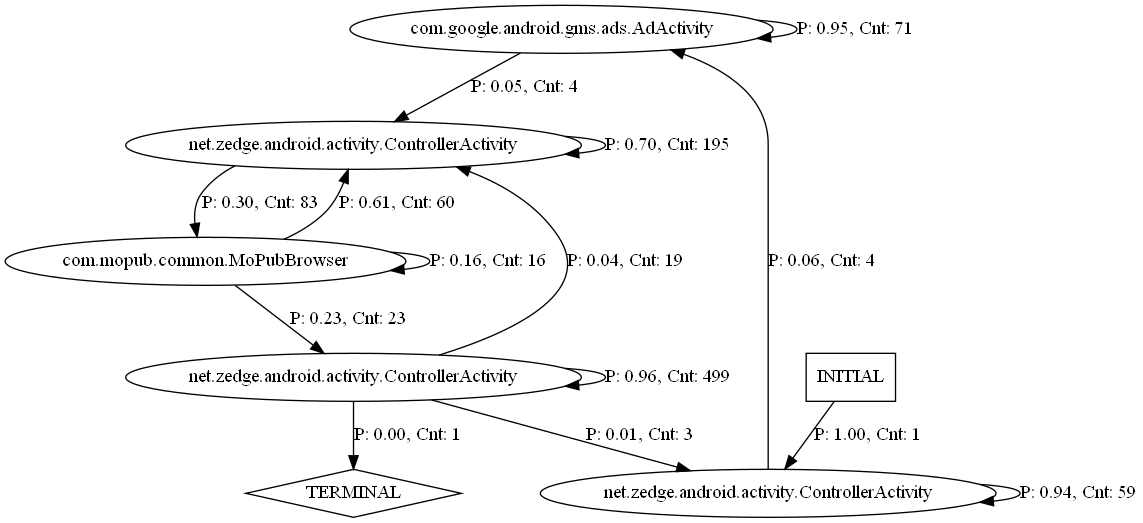 com.google.android.gms.ads.AdActivity
P: 0.95, Cnt: 71
P: 0.05, Cnt: 4
net.zedge.android.activity.ControllerActivity
P: 0.70, Cnt: 195
P: 0.30, Cnt: 83
P: 0.61, Cnt: 60
com.mopub.common.MoPubBrowser
P: 0.16, Cnt: 16
P: 0.04, Cnt: 19
P: 0.06, Cnt: 4
P: 0.23, Cnt: 23
net.zedge.android.activity.ControllerActivity
P: 0.96, Cnt: 499
INITIAL
P: 0.00, Cnt: 1
P: 0.01, Cnt: 3
P: 1.00, Cnt: 1
TERMINAL
net.zedge.android.activity.ControllerActivity
P: 0.94, Cnt: 59